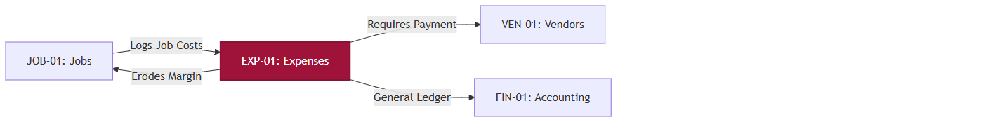 Requires Payment
VEN-01: Vendors
Logs Job Costs
JOB-01: Jobs
EXP-01: Expenses
Erodes Margin
General Ledger
FIN-01: Accounting